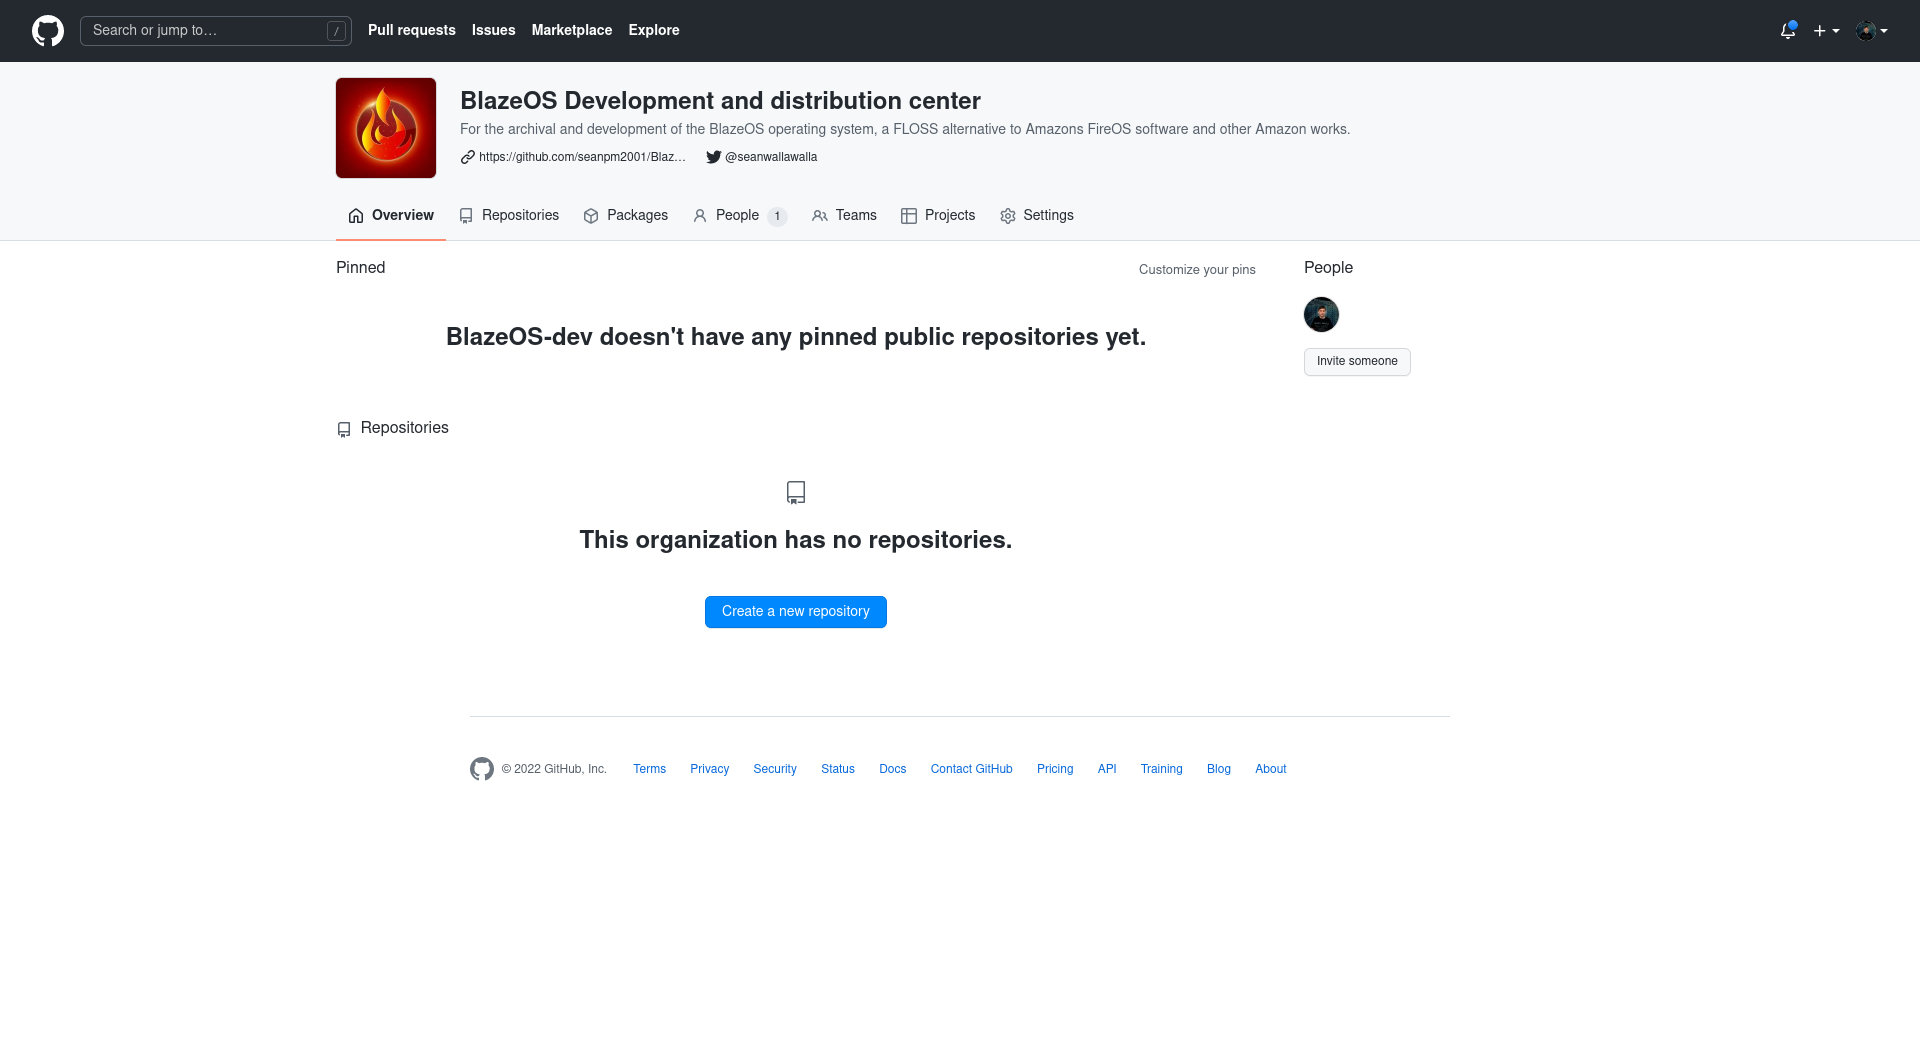 Search or jump to… /
Pull requests Issues Marketplace Explore
BlazeOS Development and distribution center
For the archival and development of the BlazeOS operating system, a FLOSS alternative to Amazons FireOS software and other Amazon works.
https://github.com/seanpm2001/Blaz… @seanwallawalla
Overview Repositories Packages People 1 Teams Projects Settings
Pinned
Customize your pins
People
BlazeOS-dev doesn't have any pinned public repositories yet.
Invite someone
Repositories
This organization has no repositories.
Create a new repository
© 2022 GitHub, Inc. Terms Privacy Security Status Docs Contact GitHub Pricing API Training Blog About